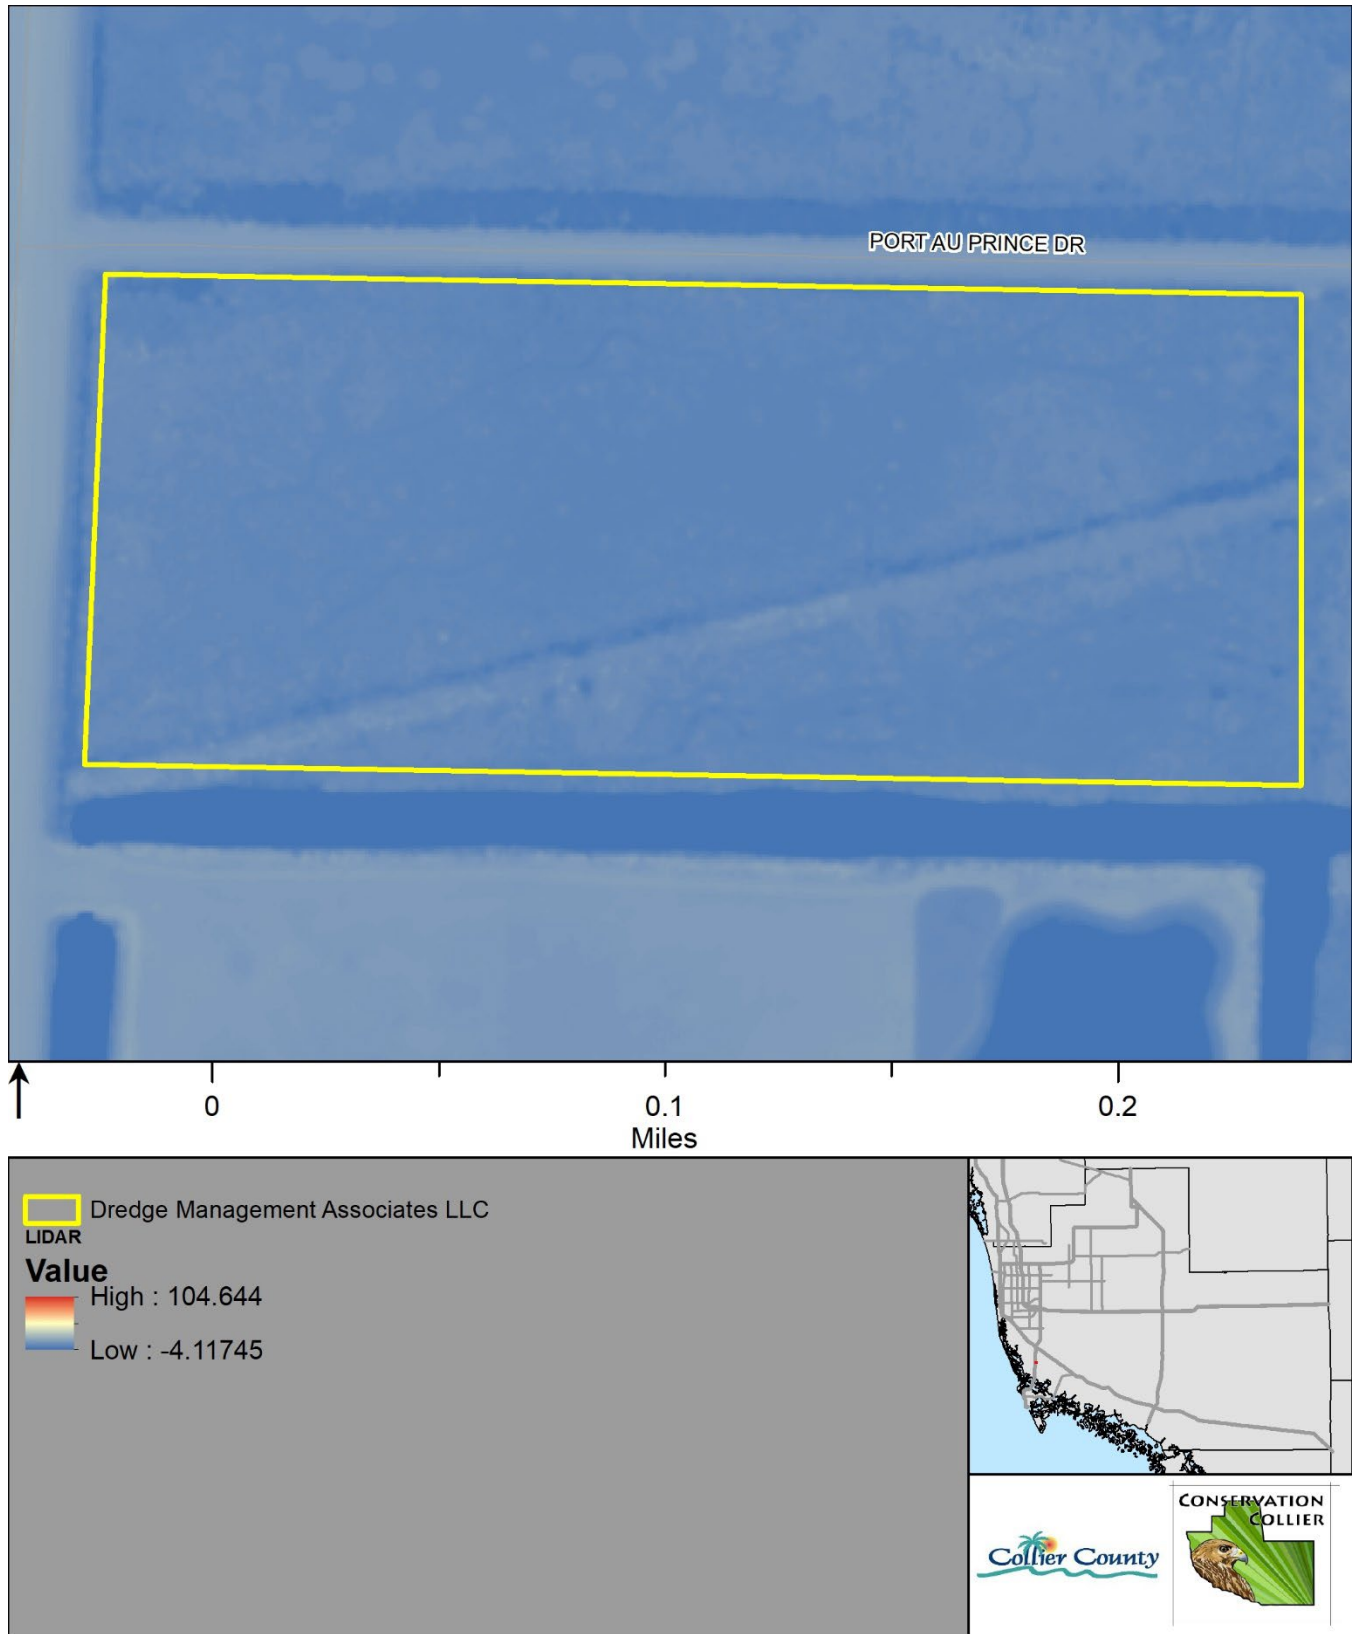 PORT AU PRINCE DR
0
0.1
0.2
Miles
Dredge Management Associates LLC
LIDAR
Value
High : 104.644
Low : -4.11745
CONSERVATION
COLLIER
Collier County